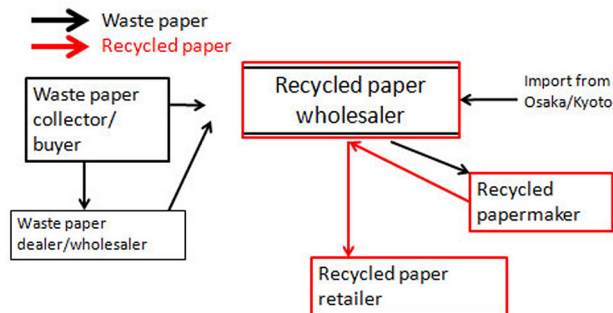 Waste paper
Recycled paper
Waste paper
collector/
buyer
Recycled paper
wholesaler
Import from
Osaka/Kyoto
Waste paper
dealer/wholesaler
Recycled
papermaker
Recycled paper
retailer